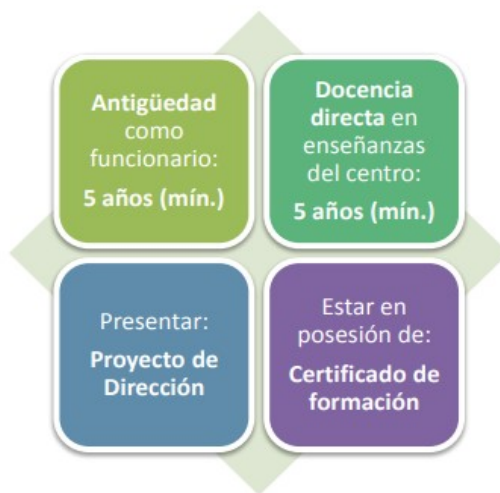 Antigüedad
como
funcionario:
5 años (mín.)
Docencia
directa en
enseñanzas
del centro:
5 años (mín.)
Presentar:
Proyecto de
Dirección
Estar en
posesión de:
Certificado de
formación